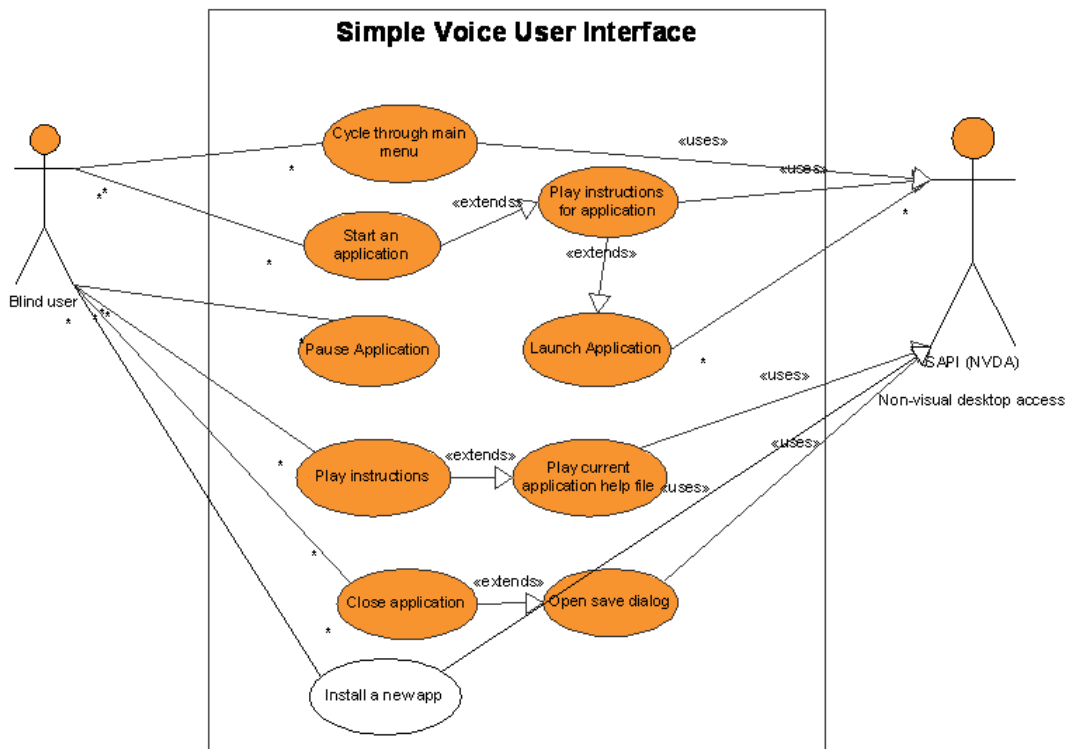 Simple Voice User Interface
Cycle through main
menu
«uses»
«uses»
* *
*
*
Play instructions
for application
«extends»
*
Start an
application
*
«extends»
Blind user
* * * *
*
Pause Application
Launch Application
*
SAPI (NVDA)
«uses»
Non-visual desktop access
«uses»
*
Play instructions
«extends»
Play current
application help file
«uses»
*
Close application
«extends»
Open save dialog
*
Install a new app